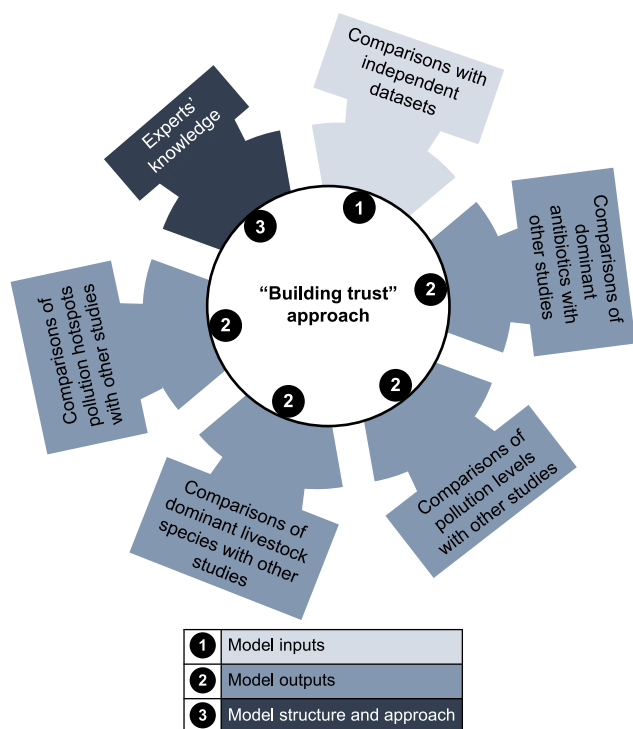 Comparisons with
independent
datasets
Experts’
knowledge
Comparisons of
dominant
antibiotics with
other studies
1
3
2
“Building trust”
approach
2
2
2
Comparisons of
pollution hotspots
with other studies
Comparisons of
pollution levels
with other studies
Comparisons of
dominant livestock
species with other
studies
1 Model inputs
2 Model outputs
3 Model structure and approach